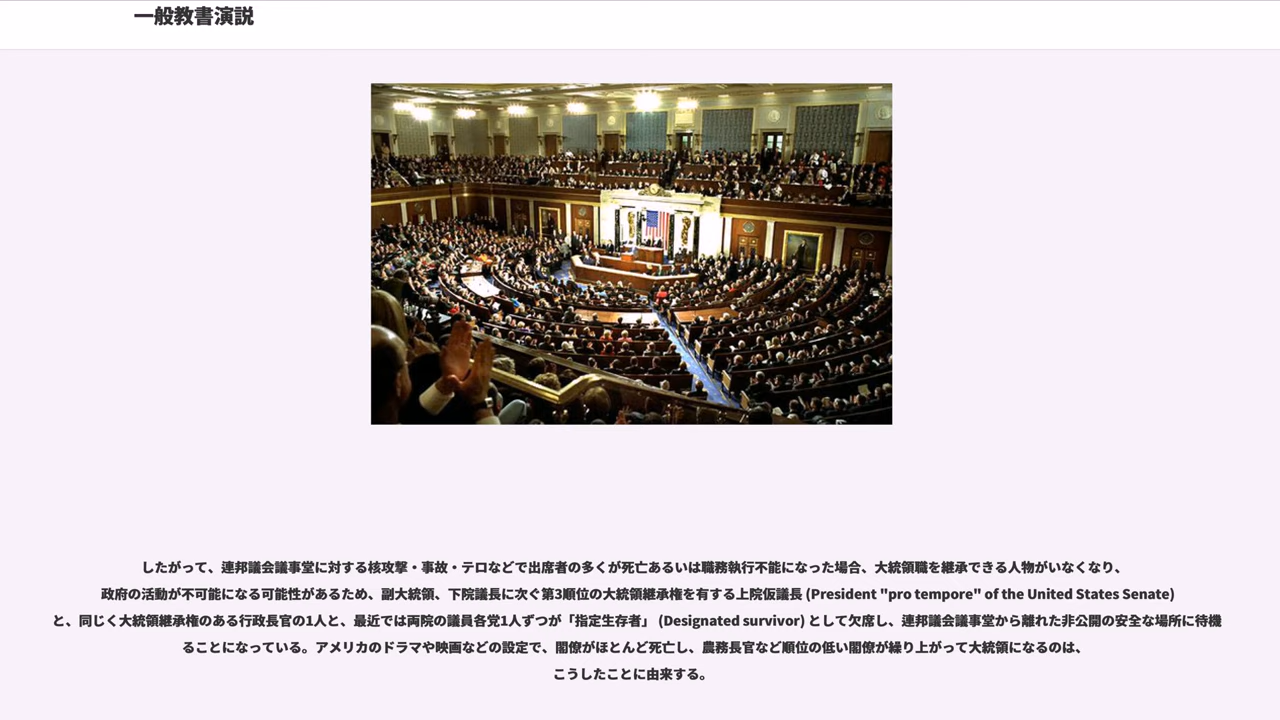 一般教書演説
したがって、連邦議会議事堂に対する核攻撃・事故・テロなどで出席者の多くが死亡あるいは職務執行不能になった場合、大統領職を継承できる人物がいなくなり、
政府の活動が不可能になる可能性があるため、副大統領、下院議長に次ぐ第3順位の大統領継承権を有する上院仮議長 (President "pro tempore" of the United States Senate)
と、同じく大統領継承権のある行政長官の1人と、最近では両院の議員各党1人ずつが「指定生存者」 (Designated survivor) として欠席し、連邦議会議事堂から離れた非公開の安全な場所に待機
ることになっている。アメリカのドラマや映画などの設定で、閣僚がほとんど死亡し、農務長官など順位の低い閣僚が繰り上がって大統領になるのは、
こうしたことに由来する。